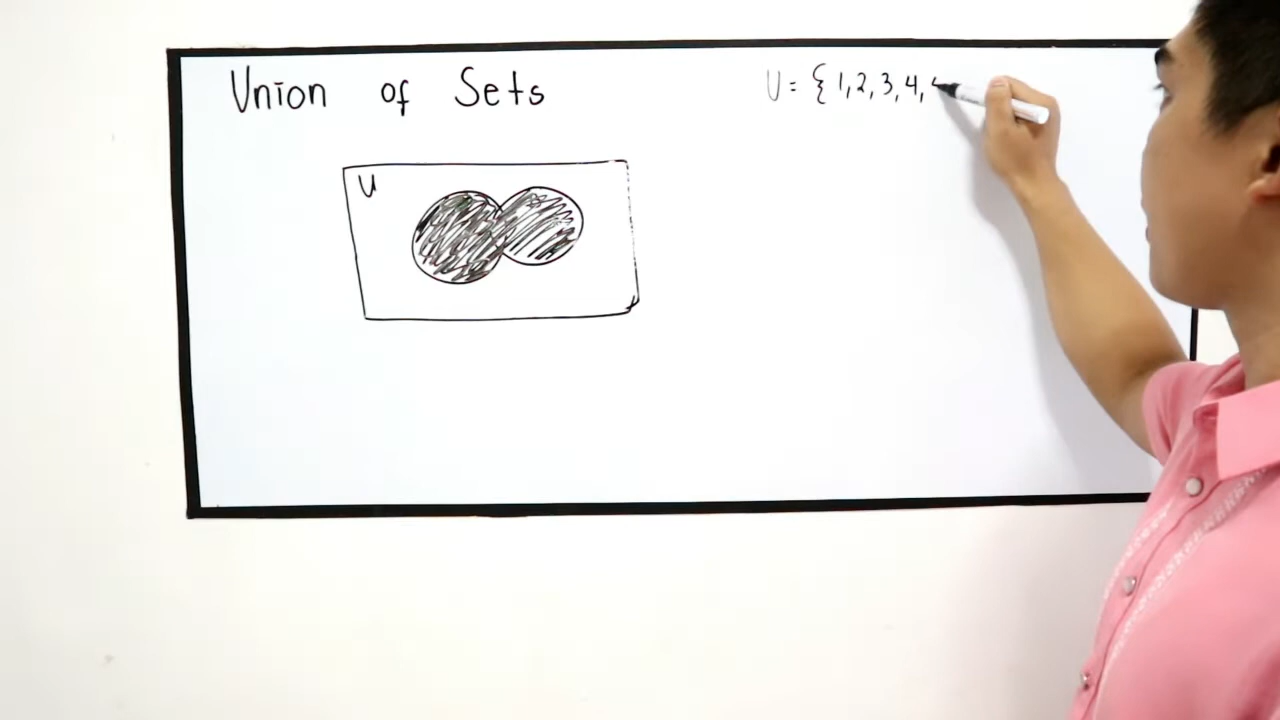 Union of Sets
U = { 1, 2, 3, 4,
U